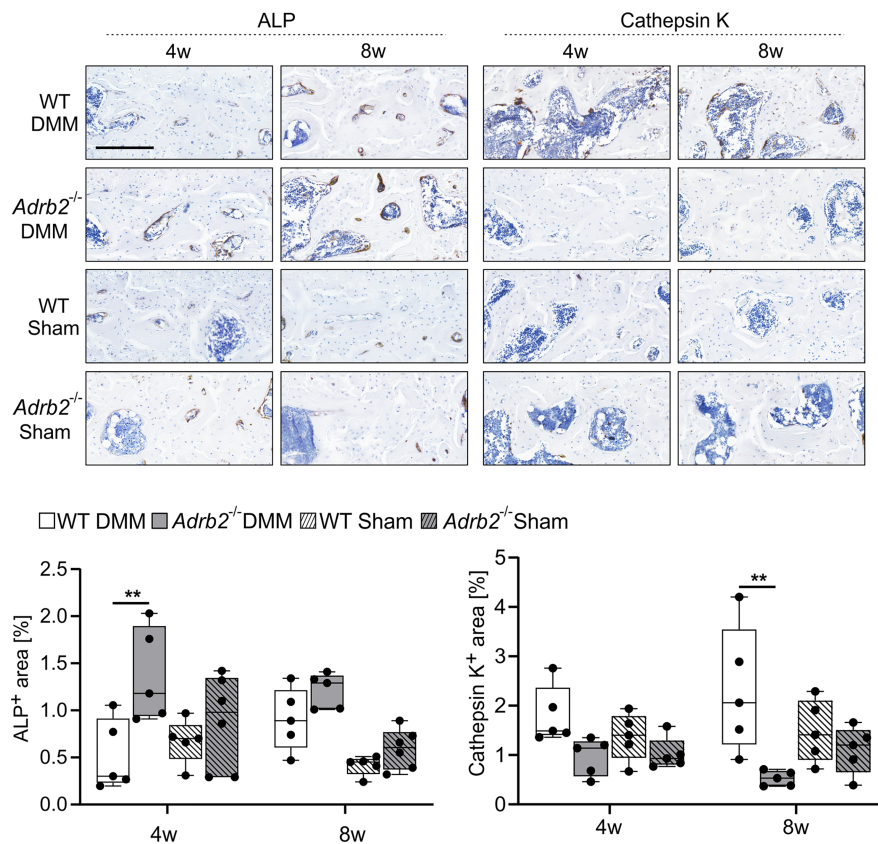 ALP Cathepsin K
4w 8w 4w 8w
WT
DMM
Adrb2-/-
DMM
WT
Sham
Adrb2-/-
Sham
WT DMM Adrb2-/-DMM WT Sham Adrb2-/-Sham
ALP+ area [%]
2.5
2.0
1.5
1.0
0.5
0.0
**
4w 8w
Cathepsin K+ area [%]
5
4
3
2
1
0
**
4w 8w